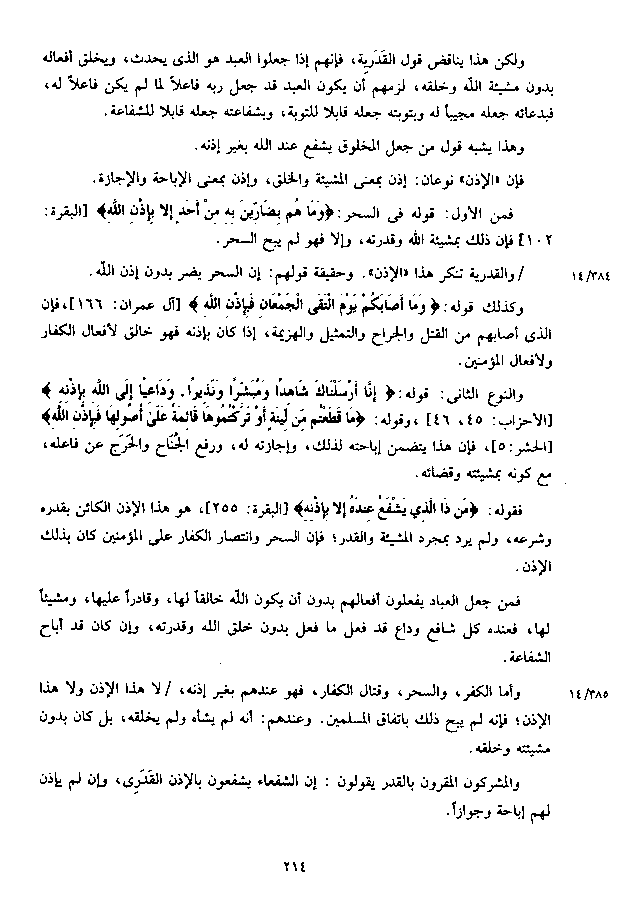 ولكن هذا يناقض قول القَدَرِية، فإنهم إذا جعلوا العبد هو الذى يحدث، ويخلق أفعاله
بدون مشيئة الله وخلقه، لزمهم أن يكون العبد قد جعل ربه فاعلاً لما لم يكن فاعلاً له،
فبدعائه جعله مجيباً له وبتوبته جعله قابلا للتوبة، وبشفاعته جعله قابلا للشفاعة.
وهذا يشبه قول من جعل المخلوق يشفع عند الله بغير إذنه.
فإن «الإذن» نوعان: إذن بمعنى المشيئة والخلق، وإذن بمعنى الإباحة والإجازة.
فمن الأول: قوله فى السحر: ﴿وَمَا هُم بِضَارِّينَ بِهِ مِنْ أَحَدٍ إلا بِإِذْنِ اللَّهِ﴾ [البقرة:
١٠٢] فإن ذلك بمشيئة الله وقدرته، وإلا فهو لم يبح السحر.
/ والقدرية تنكر هذا «الإذن». وحقيقة قولهم: إن السحر يضر بدون إذن الله. ١٤/٣٨٤
وكذلك قوله: ﴿ وَمَا أَصَابَكُمْ يَوْمَ الْتَقَى الْجَمْعَانِ فَبِإِذْنِ اللَّهِ ﴾ [آل عمران: ١٦٦]، فإن
الذى أصابهم من القتل والجراح والتمثيل والهزيمة، إذا كان بإذنه فهو خالق لأفعال الكفار
ولأفعال المؤمنين.
والنوع الثانى: قوله: ﴿ إِنَّا أَرْسَلْنَاكَ شَاهِدًا وَمُبَشِّرًا وَنَذِيرًا. وَدَاعِيًا إِلَى اللَّهِ بِإِذْنِهِ ﴾
[الأحزاب: ٤٥، ٤٦] ، وقوله: ﴿مَا قَطَعْتُم مِّن لِّينَةٍ أَوْ تَرَكْتُمُوهَا قَائِمَةً عَلَىٰ أُصُولِهَا فَبِإِذْنِ اللَّهِ﴾
[الحشر:٥]، فإن هذا يتضمن إباحته لذلك، وإجازته له، ورفع الجُنَاح والحَرَج عن فاعله،
مع كونه بمشيئته وقضائه.
فقوله: ﴿مَن ذَا الَّذِي يَشْفَعُ عِندَهُ إلا بِإِذْنِهِ﴾ [البقرة: ٢٥٥]، هو هذا الإذن الكائن بقدره
وشرعه، ولم يرد بمجرد المشيئة والقدر؛ فإن السحر وانتصار الكفار على المؤمنين كان بذلك
الإذن.
فمن جعل العباد يفعلون أفعالهم بدون أن يكون الله خالقاً لها، وقادراً عليها، ومشيئاً
لها، فعنده كل شافع وداع قد فعل ما فعل بدون خلق الله وقدرته، وإن كان قد أباح
الشفاعة.
وأما الكفر، والسحر، وقتال الكفار، فهو عندهم بغير إذنه، / لا هذا الإذن ولا هذا ١٤/٣٨٥
الإذن؛ فإنه لم يبح ذلك باتفاق المسلمين. وعندهم: أنه لم يشأه ولم يخلقه، بل كان بدون
مشيئته وخلقه.
والمشركون المقرون بالقدر يقولون : إن الشفعاء يشفعون بالإذن القَدَرِى، وإن لم يأذن
لهم إباحة وجوازاً.
٢١٤